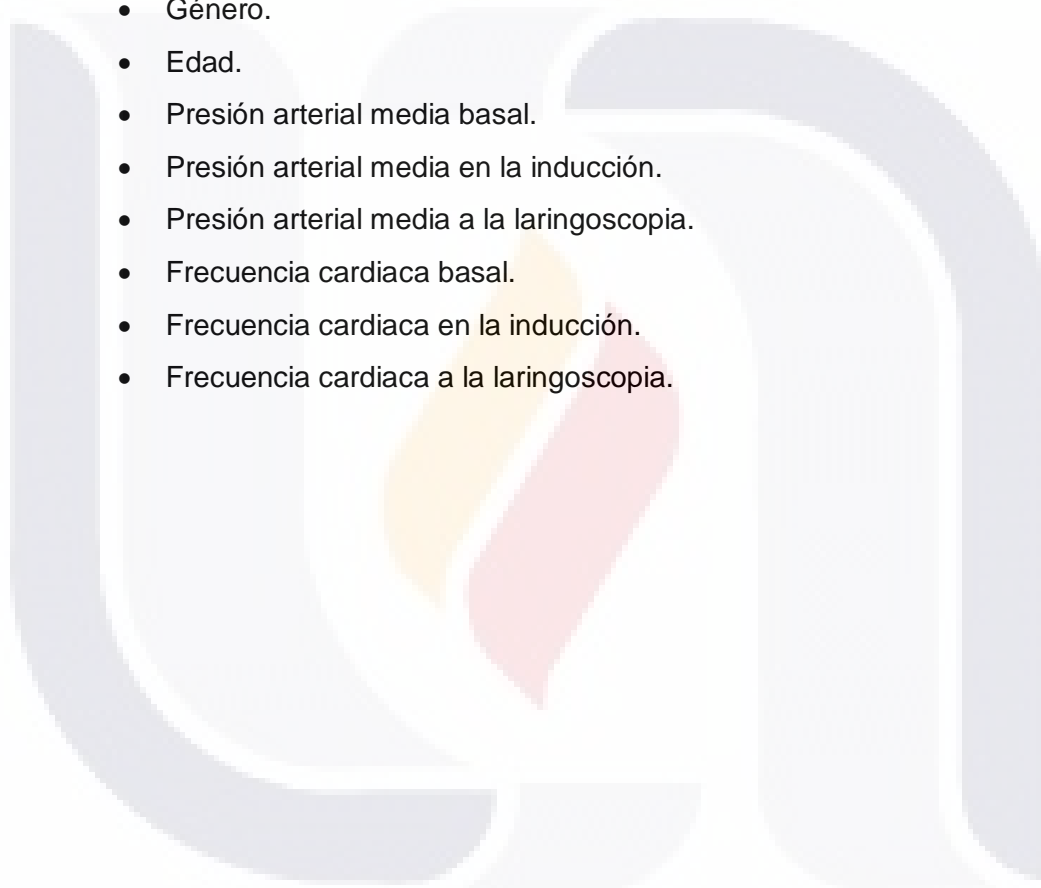 • Género.
• Edad.
• Presión arterial media basal.
• Presión arterial media en la inducción.
• Presión arterial media a la laringoscopia.
• Frecuencia cardiaca basal.
• Frecuencia cardiaca en la inducción.
• Frecuencia cardiaca a la laringoscopia.